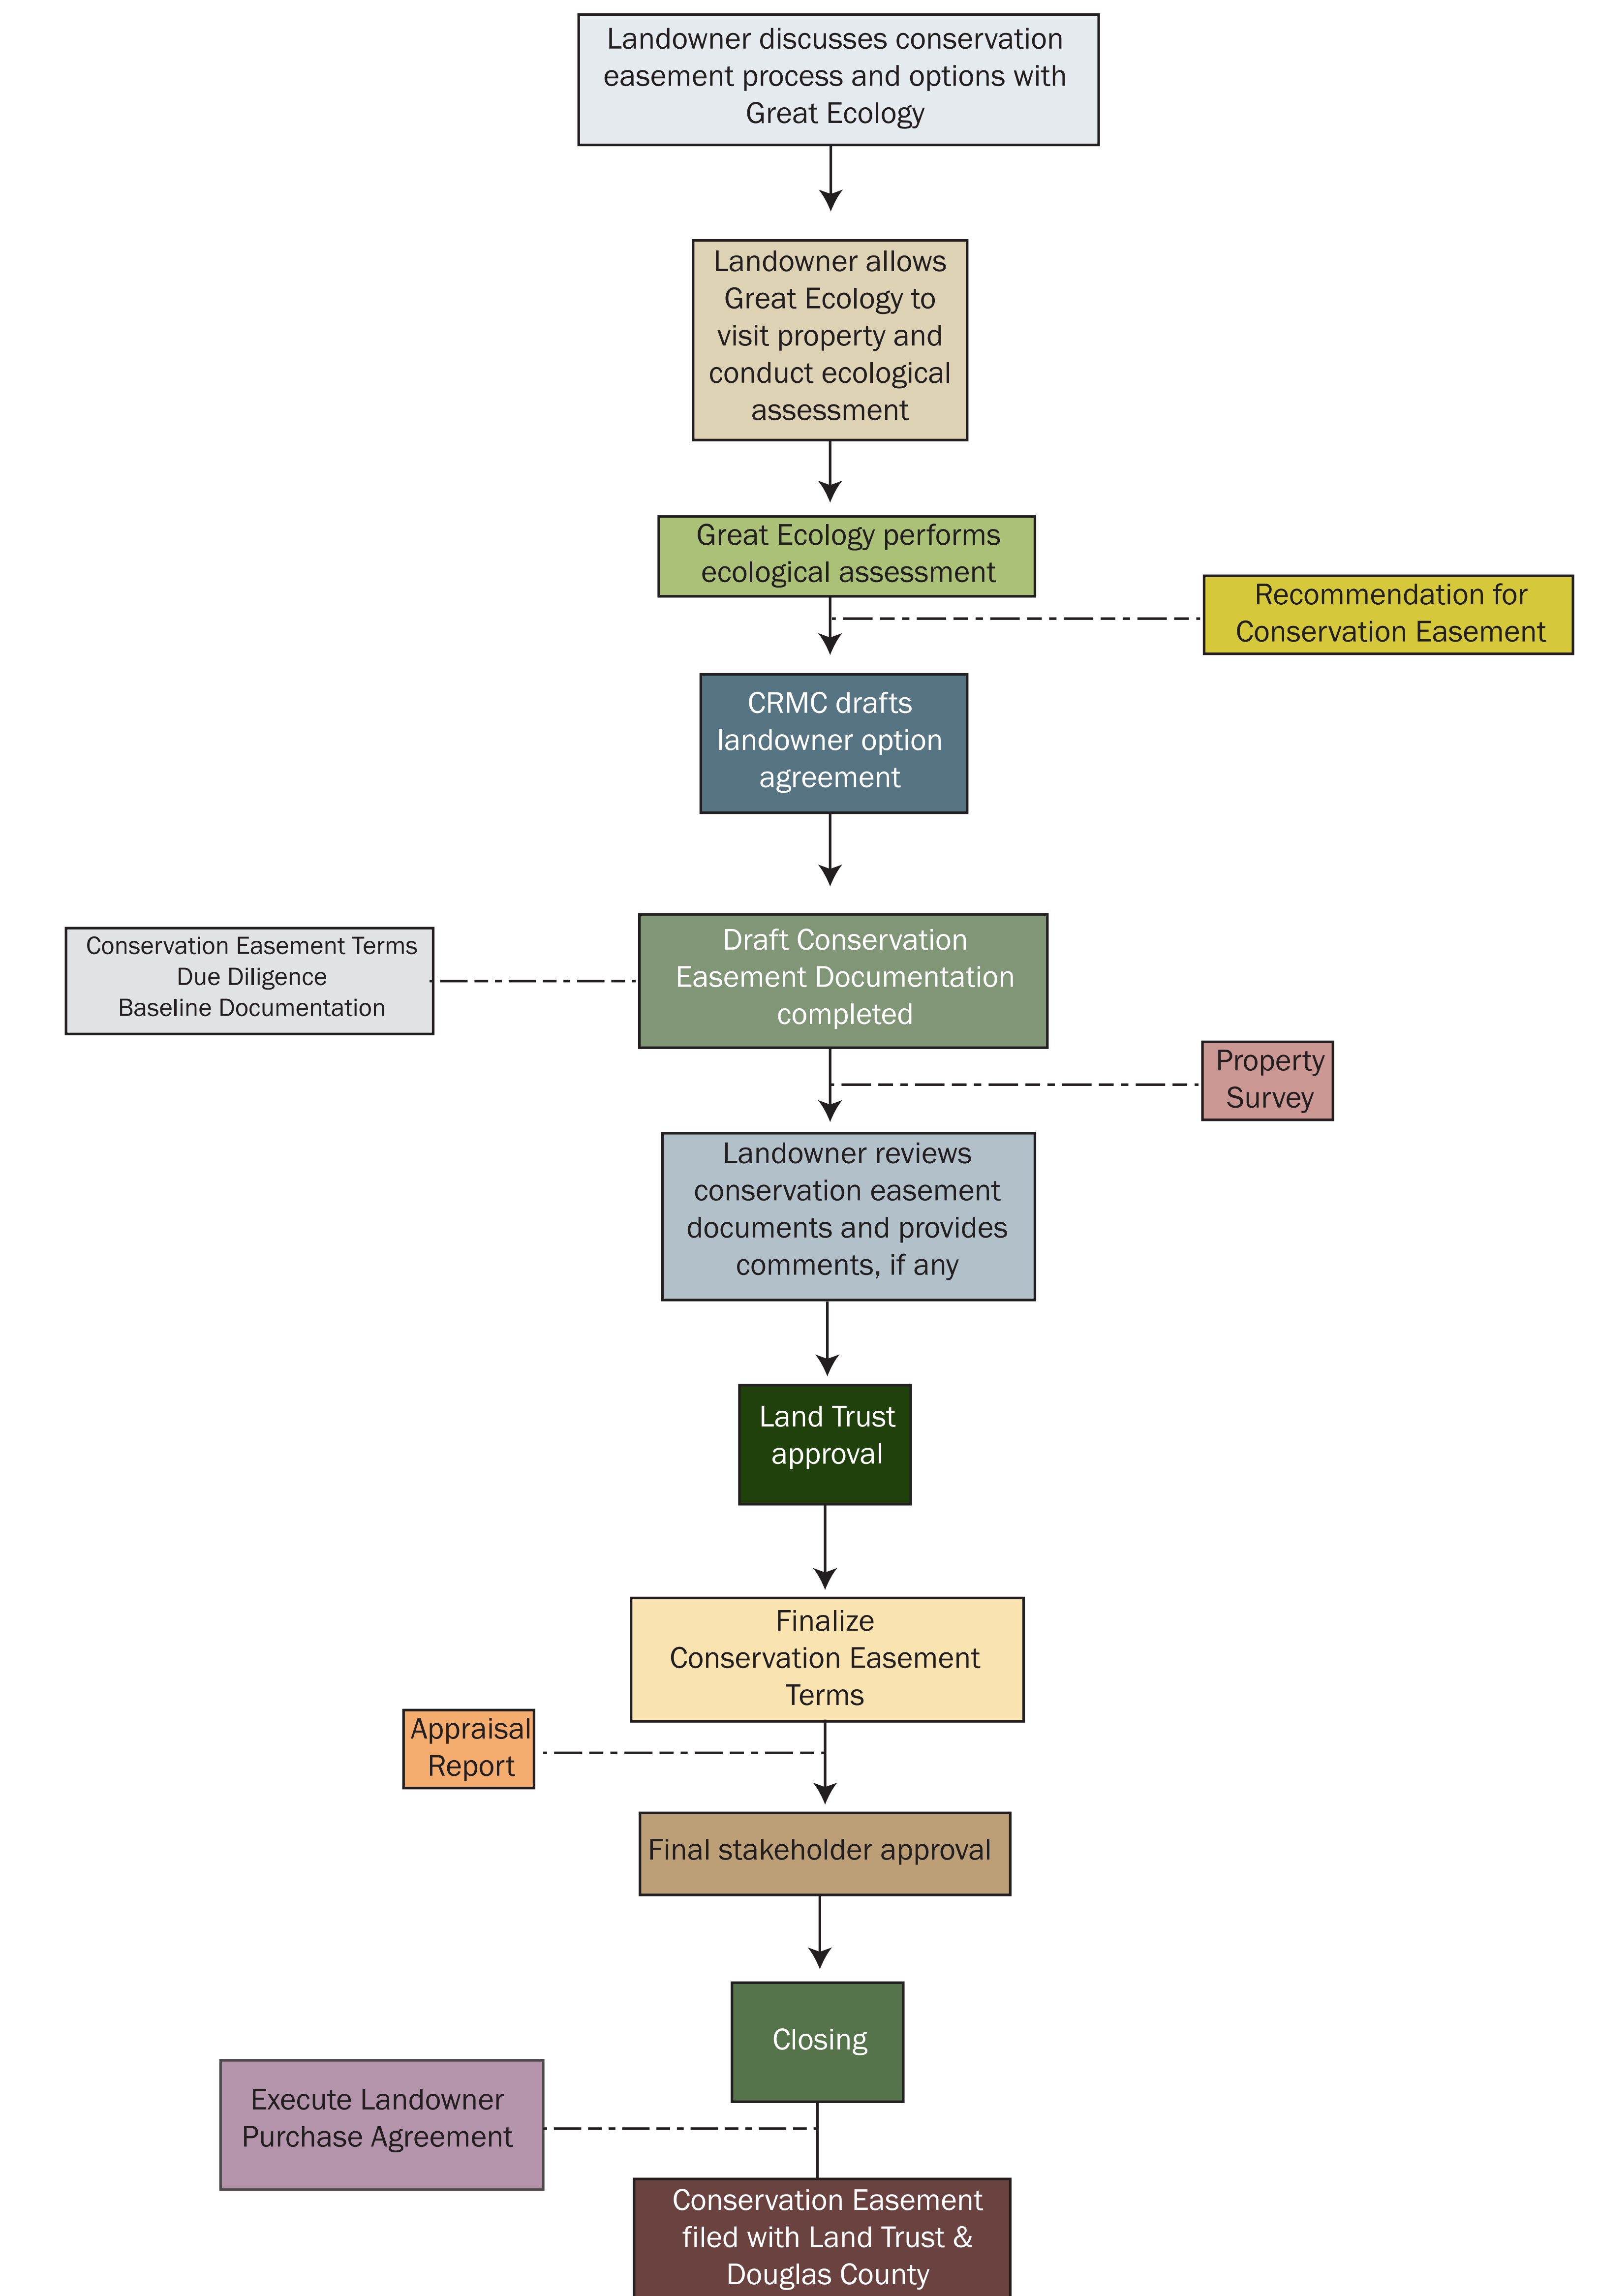 Landowner discusses conservation
easement process and options with
Great Ecology
Landowner allows
Great Ecology to
visit property and
conduct ecological
assessment
Great Ecology performs
ecological assessment
Recommendation for
Conservation Easement
CRMC drafts
landowner option
agreement
Conservation Easement Terms
Due Diligence
Baseline Documentation
Draft Conservation
Easement Documentation
completed
Property
Survey
Landowner reviews
conservation easement
documents and provides
comments, if any
Land Trust
approval
Finalize
Conservation Easement
Terms
Appraisal
Report
Final stakeholder approval
Closing
Execute Landowner
Purchase Agreement
Conservation Easement
filed with Land Trust &
Douglas County